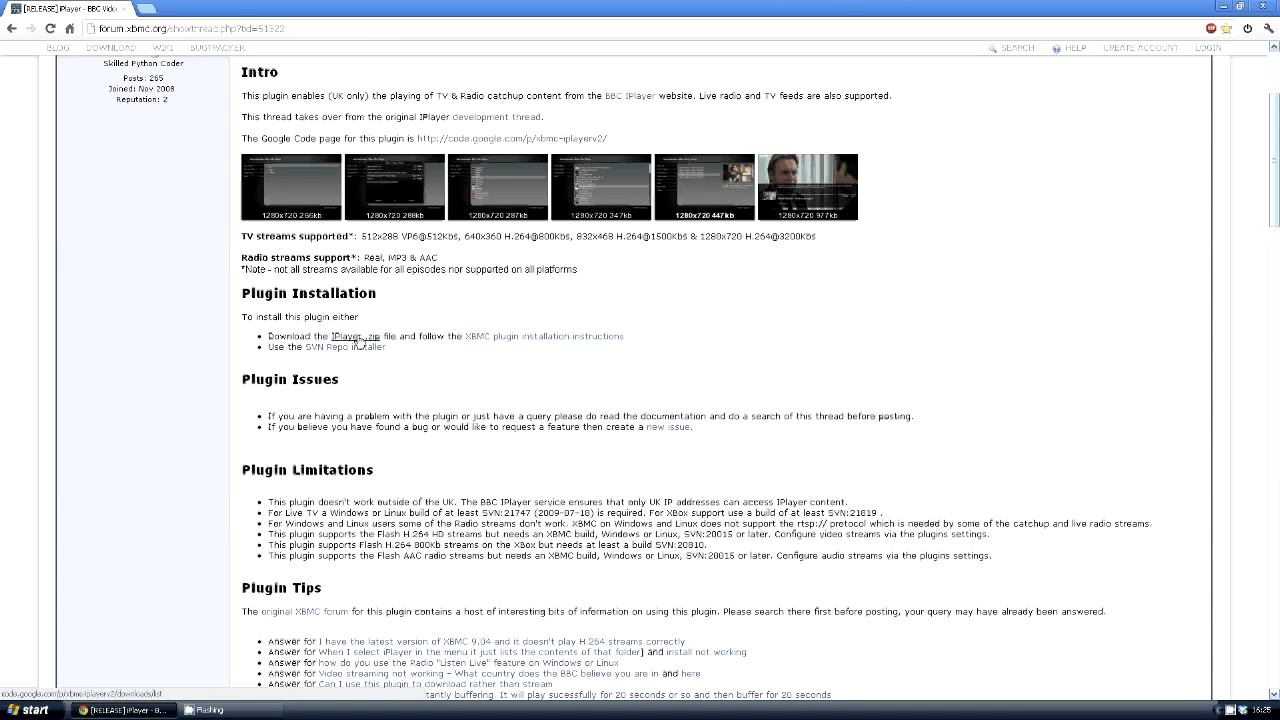 [RELEASE] iPlayer - BBC Vide
forum.xbmc.org/showthread.php?tid=51322
BLOG DOWNLOAD WIKI BUGTRACKER SEARCH HELP CREATE ACCOUNT LOGIN
Skilled Python Coder
Posts: 265
Joined: Nov 2008
Reputation: 2
Intro
This plugin enables (UK only) the playing of TV & Radio catchup content from the BBC IPlayer website. Live radio and TV feeds are also supported.
This thread takes over from the original IPlayer development thread.
The Google Code page for this plugin is http://code.google.com/p/xbmc-iplayerv2/
1280x720 266kb 1280x720 288kb 1280x720 287kb 1280x720 347kb 1280x720 447kb 1280x720 977kb
TV streams supported*: 512x288 VP6@512Kbs, 640x360 H.264@800Kbs, 832x468 H.264@1500Kbs & 1280x720 H.264@3200Kbs
Radio streams support*: Real, MP3 & AAC
*Note - not all streams available for all episodes nor supported on all platforms
Plugin Installation
To install this plugin either
• Download the IPlayer .zip file and follow the XBMC plugin installation instructions
• Use the SVN Repo installer
Plugin Issues
• If you are having a problem with the plugin or just have a query please do read the documentation and do a search of this thread before posting.
• If you believe you have found a bug or would like to request a feature then create a new issue.
Plugin Limitations
• This plugin doesn't work outside of the UK. The BBC IPlayer service ensures that only UK IP addresses can access IPlayer content.
• For Live TV a Windows or Linux build of at least SVN:21747 (2009-07-18) is required. For XBox support use a build of at least SVN:21819 .
• For Windows and Linux users some of the Radio streams don't work. XBMC on Windows and Linux does not support the rtsp:// protocol which is needed by some of the catchup and live radio streams.
• This plugin supports the Flash H.264 HD streams but needs an XBMC build, Windows or Linux, SVN:20015 or later. Configure video streams via the plugins settings.
• This plugin supports Flash H.264 800kb streams on the XBox but needs at least a build SVN:20810.
• This plugin supports the Flash AAC radio streams but needs an XBMC build, Windows or Linux, SVN:20015 or later. Configure audio streams via the plugins settings.
Plugin Tips
The original XBMC forum for this plugin contains a host of interesting bits of information on using this plugin. Please search there first before posting, your query may have already been answered.
• Answer for I have the latest version of XBMC 9.04 and it doesn't play H.264 streams correctly
• Answer for When I select iPlayer in the menu it just lists the contents of that folder) and install not working
• Answer for how do you use the Radio "Listen Live" feature on Windows or Linux
• Answer for Video streaming not working - What country does the BBC believe you are in and here
• Answer for Can I use this plugin to download rather than stream
tantly buffering. It will play sucessfully for 20 seconds or so and then buffer for 20 seconds
code.google.com/p/xbmc-iplayerv2/downloads/list
start [RELEASE] iPlayer - B... Flashing 16:25